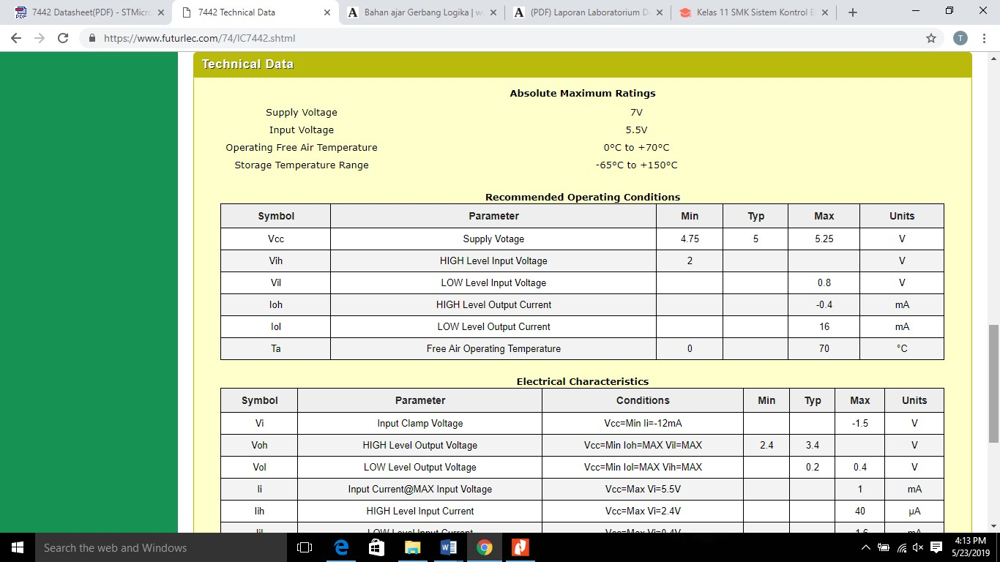 7442 Datasheet(PDF) - STMicro
7442 Technical Data
Bahan ajar Gerbang Logika |
(PDF) Laporan Laboratorium D
Kelas 11 SMK Sistem Kontrol E
https://www.futurlec.com/74/IC7442.shtml
T
Technical Data
Absolute Maximum Ratings
Supply Voltage 7V
Input Voltage 5.5V
Operating Free Air Temperature 0°C to +70°C
Storage Temperature Range -65°C to +150°C
Recommended Operating Conditions
Symbol Parameter Min Typ Max Units
Vcc Supply Votage 4.75 5 5.25 V
Vih HIGH Level Input Voltage 2 V
Vil LOW Level Input Voltage 0.8 V
Ioh HIGH Level Output Current -0.4 mA
Iol LOW Level Output Current 16 mA
Ta Free Air Operating Temperature 0 70 °C
Electrical Characteristics
Symbol Parameter Conditions Min Typ Max Units
Vi Input Clamp Voltage Vcc=Min Ii=-12mA -1.5 V
Voh HIGH Level Output Voltage Vcc=Min Ioh=MAX Vil=MAX 2.4 3.4 V
Vol LOW Level Output Voltage Vcc=Min Iol=MAX Vih=MAX 0.2 0.4 V
Ii Input Current@MAX Input Voltage Vcc=Max Vi=5.5V 1 mA
Iih HIGH Level Input Current Vcc=Max Vi=2.4V 40 µA
Iil LOW Level Input Current Vcc=Max Vi=0.4V -1.6 mA
Search the web and Windows
4:13 PM
5/23/2019